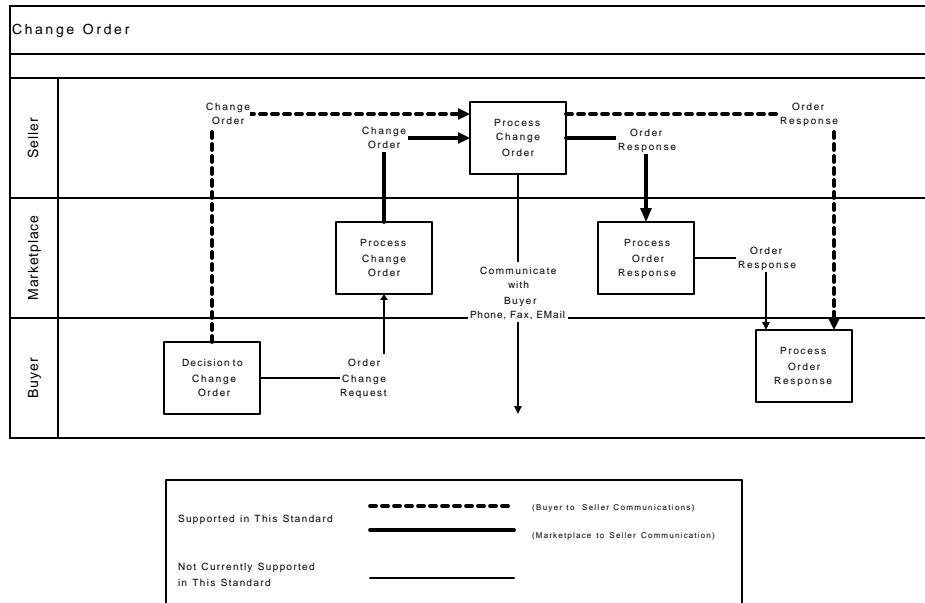 Change Order
Seller
Change
Order
Change
Order
Process
Change
Order
Order
Response
Order
Response
Marketplace
Process
Change
Order
Communicate
with
Buyer
Phone, Fax, EMail
Process
Order
Response
Order
Response
Buyer
Decision to
Change
Order
Order
Change
Request
Process
Order
Response
Supported in This Standard
(Buyer to Seller Communications)
(Marketplace to Seller Communication)
Not Currently Supported
in This Standard